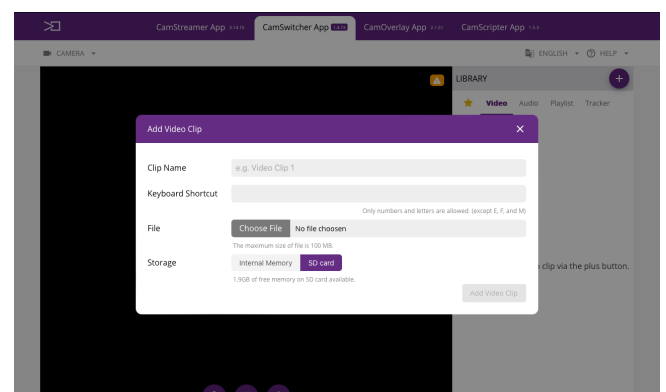 CamStreamer App
CamSwitcher App
CamOverlay App
CamScripter App
CAMERA
ENGLISH
HELP
LIBRARY
Video Audio Playlist Tracker
Add Video Clip
Clip Name
e.g. Video Clip 1
Keyboard Shortcut
Only numbers and letters are allowed. (except E, F, and M)
File
Choose File No file choosen
The maximum size of file is 100 MB.
Storage
Internal Memory SD card
1.9GB of free memory on SD card available.
clip via the plus button.
Add Video Clip